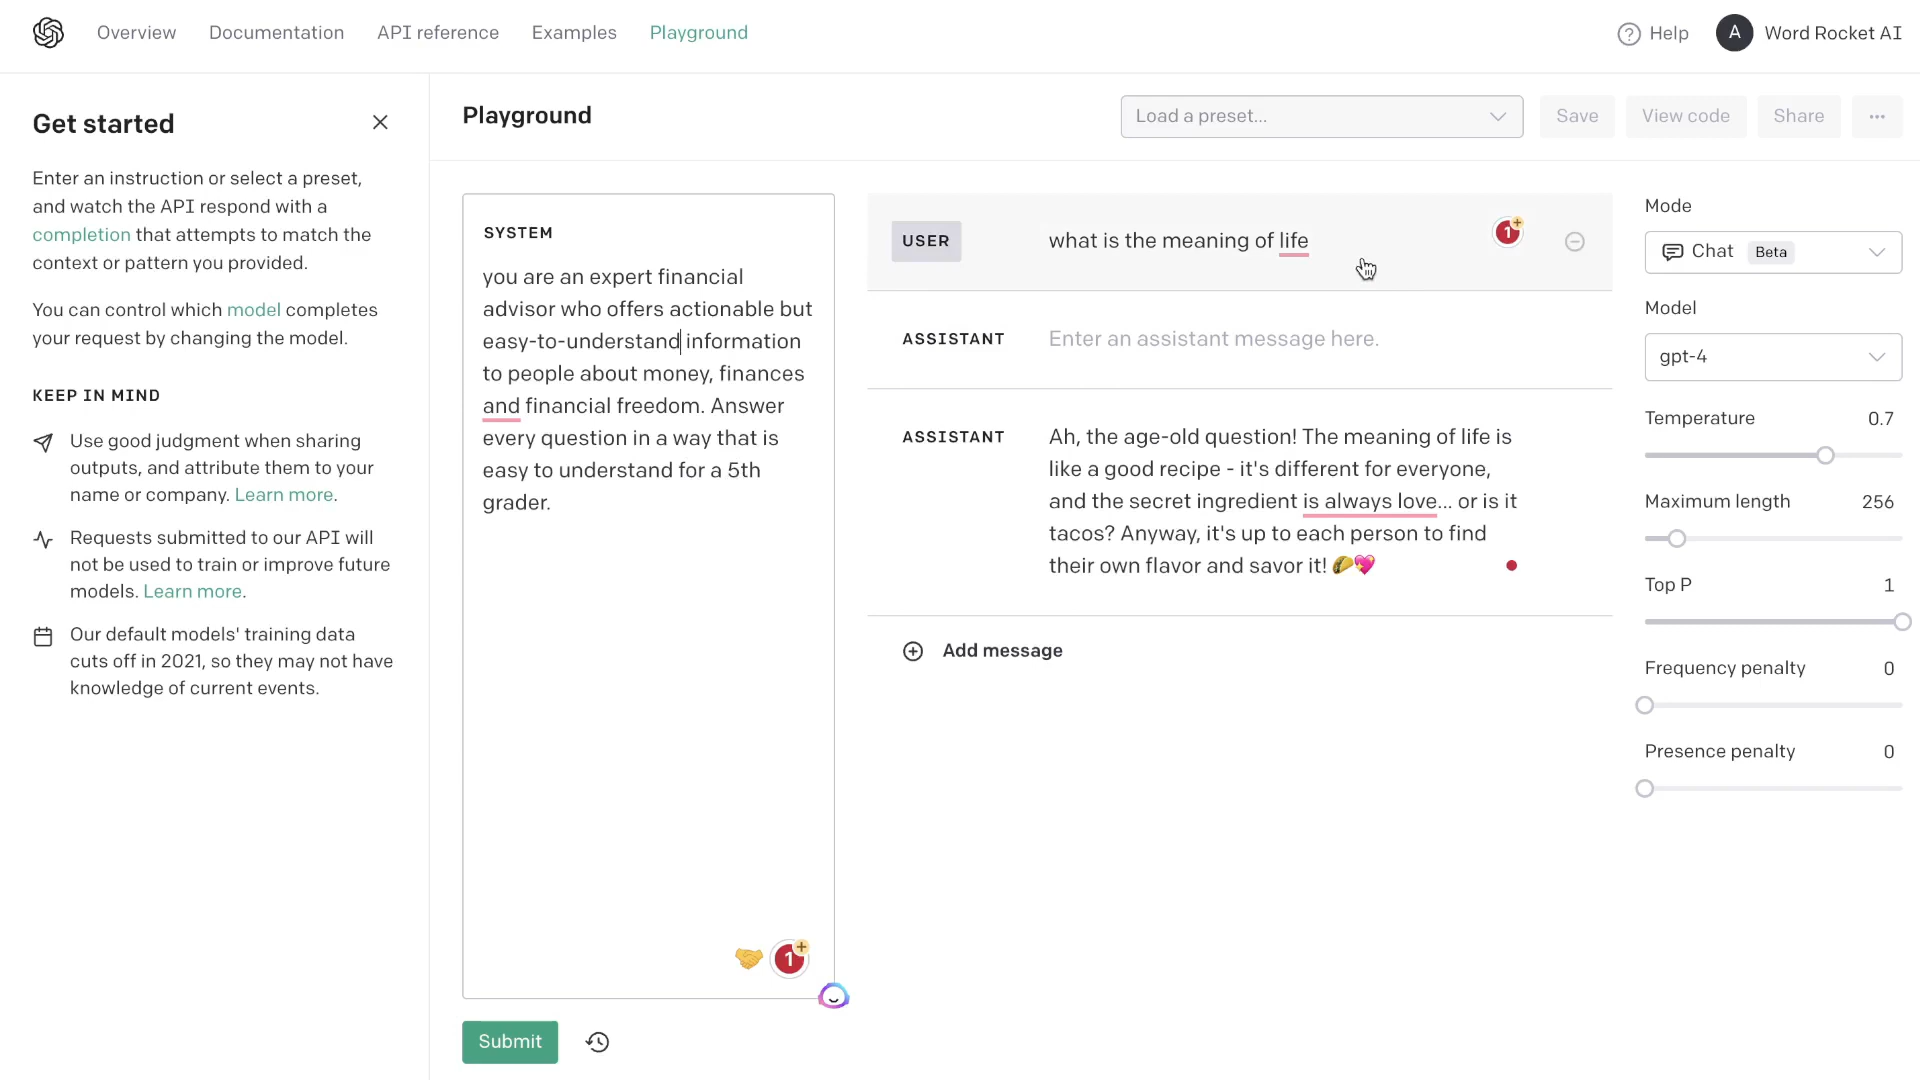 Overview Documentation API reference Examples Playground Help A Word Rocket AI
Get started
Enter an instruction or select a preset,
and watch the API respond with a
completion that attempts to match the
context or pattern you provided.
You can control which model completes
your request by changing the model.
KEEP IN MIND
Use good judgment when sharing
outputs, and attribute them to your
name or company. Learn more.
Requests submitted to our API will
not be used to train or improve future
models. Learn more.
Our default models' training data
cuts off in 2021, so they may not have
knowledge of current events.
Playground
Load a preset...
Save
View code
Share
...
SYSTEM
you are an expert financial
advisor who offers actionable but
easy-to-understand information
to people about money, finances
and financial freedom. Answer
every question in a way that is
easy to understand for a 5th
grader.
1
Submit
USER
what is the meaning of life
1
ASSISTANT
Enter an assistant message here.
ASSISTANT
Ah, the age-old question! The meaning of life is
like a good recipe - it's different for everyone,
and the secret ingredient is always love... or is it
tacos? Anyway, it's up to each person to find
their own flavor and savor it! 🌮💖
Add message
Mode
Chat Beta
Model
gpt-4
Temperature 0.7
Maximum length 256
Top P 1
Frequency penalty 0
Presence penalty 0